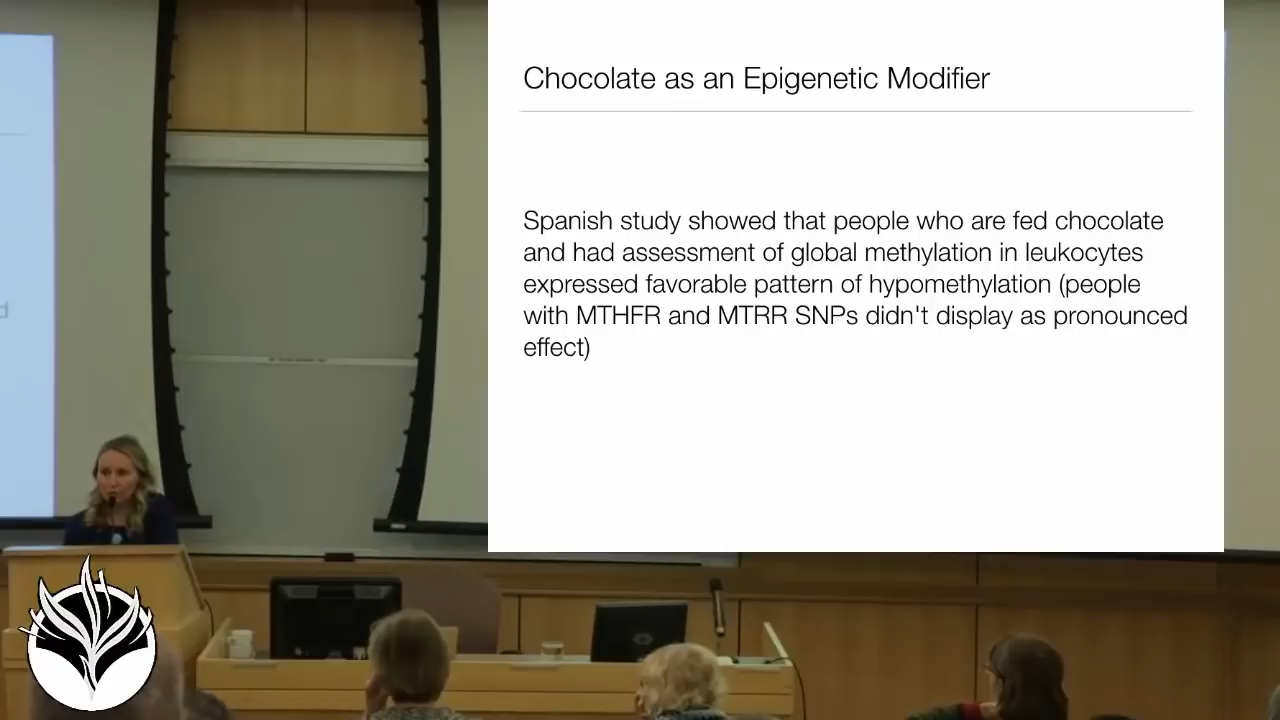 Chocolate as an Epigenetic Modifier
Spanish study showed that people who are fed chocolate
and had assessment of global methylation in leukocytes
expressed favorable pattern of hypomethylation (people
with MTHFR and MTRR SNPs didn't display as pronounced
effect)